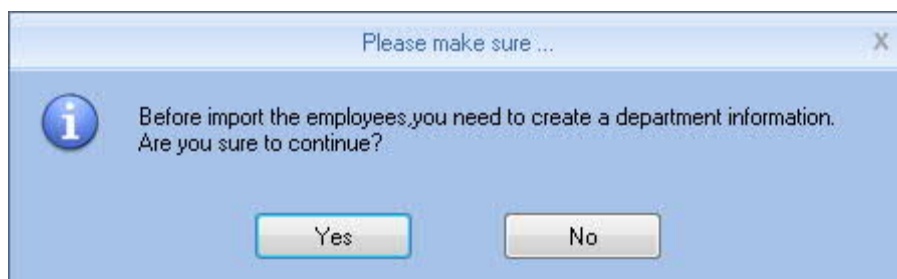 Please make sure ...
X
Before import the employees,you need to create a department information.
Are you sure to continue?
Yes
No